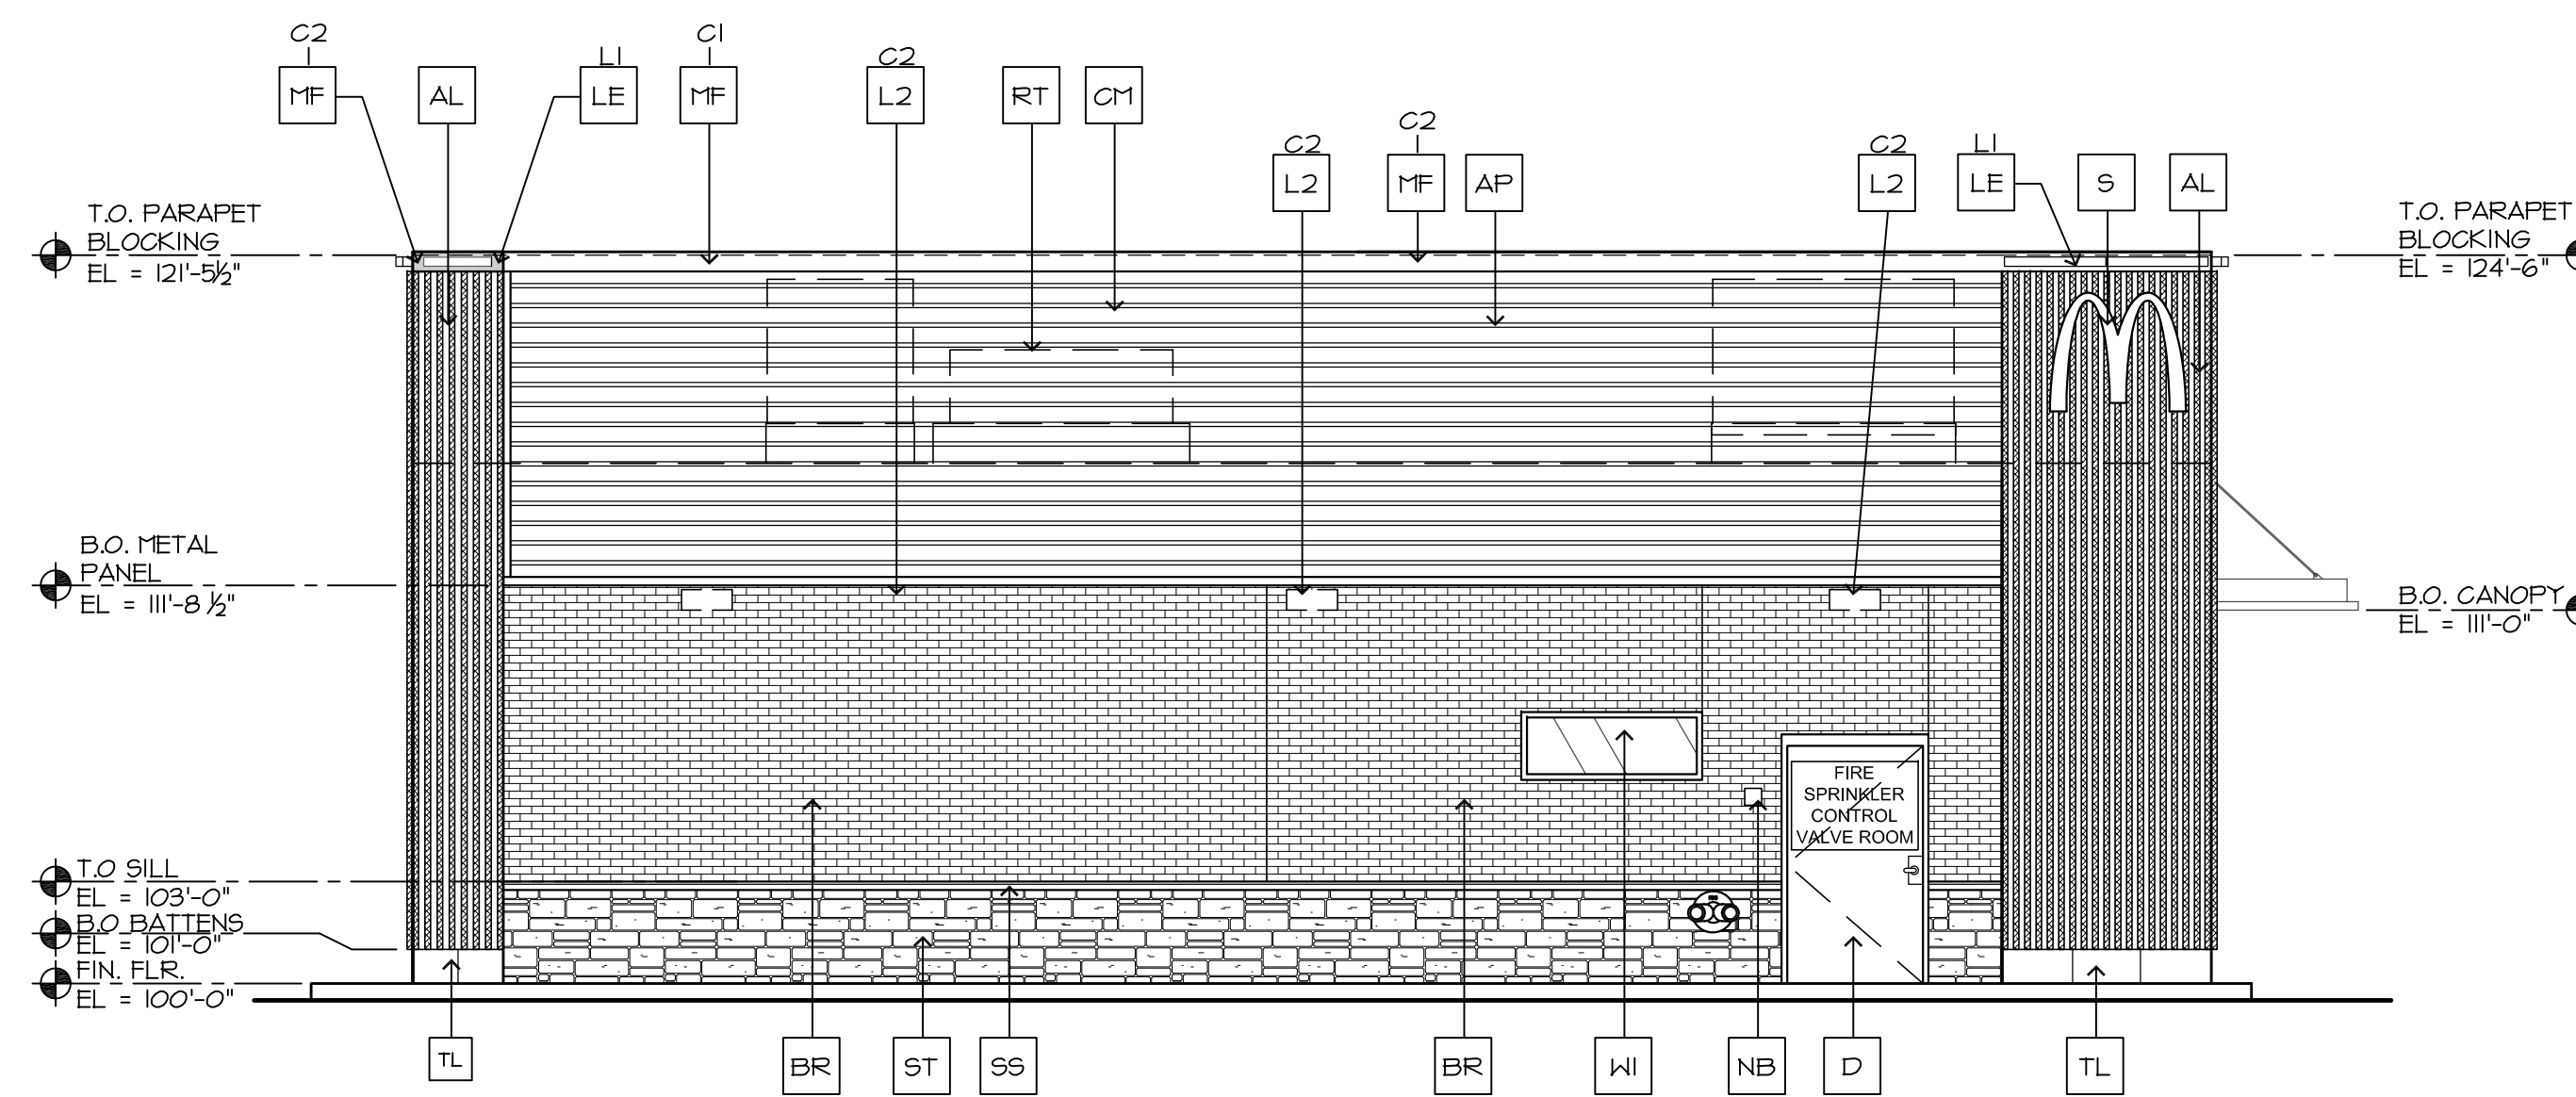 C2
C1
L1
C2
MF
AL
LE
MF
L2
RT
CM
C2
C2
C2
L1
L2
MF
AP
L2
LE
S
AL
T.O. PARAPET
BLOCKING
EL = 121'-5½"
T.O. PARAPET
BLOCKING
EL = 124'-6"
B.O. METAL
PANEL
EL = 111'-8 ½"
B.O. CANOPY
EL = 111'-0"
FIRE
SPRINKLER
CONTROL
VALVE ROOM
T.O SILL
EL = 103'-0"
B.O BATTENS
EL = 101'-0"
FIN. FLR.
EL = 100'-0"
TL
BR
ST
SS
BR
WI
NB
D
TL